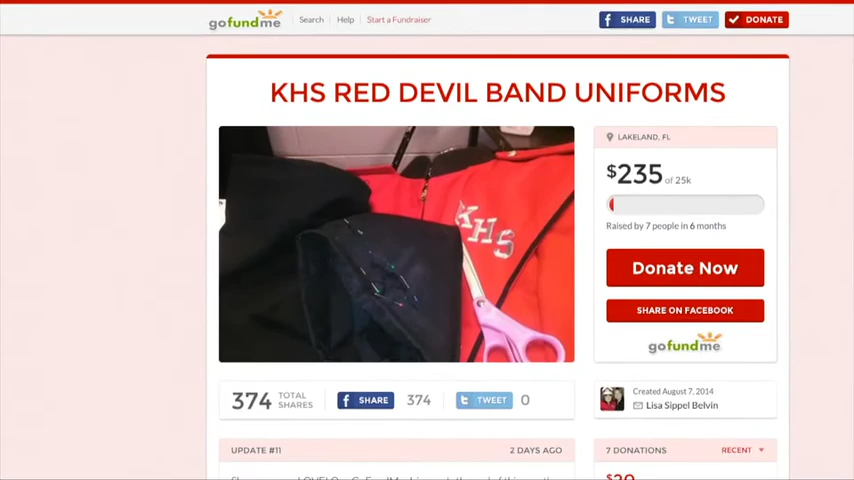 gofundme
Search Help Start a Fundraiser
f SHARE
TWEET
DONATE
KHS RED DEVIL BAND UNIFORMS
KHS
LAKELAND, FL
$235 of 25k
Raised by 7 people in 6 months
Donate Now
SHARE ON FACEBOOK
gofundme
374 TOTAL SHARES
f SHARE 374
TWEET 0
Created August 7, 2014
Lisa Sippel Belvin
UPDATE #11 2 DAYS AGO
7 DONATIONS RECENT
$20